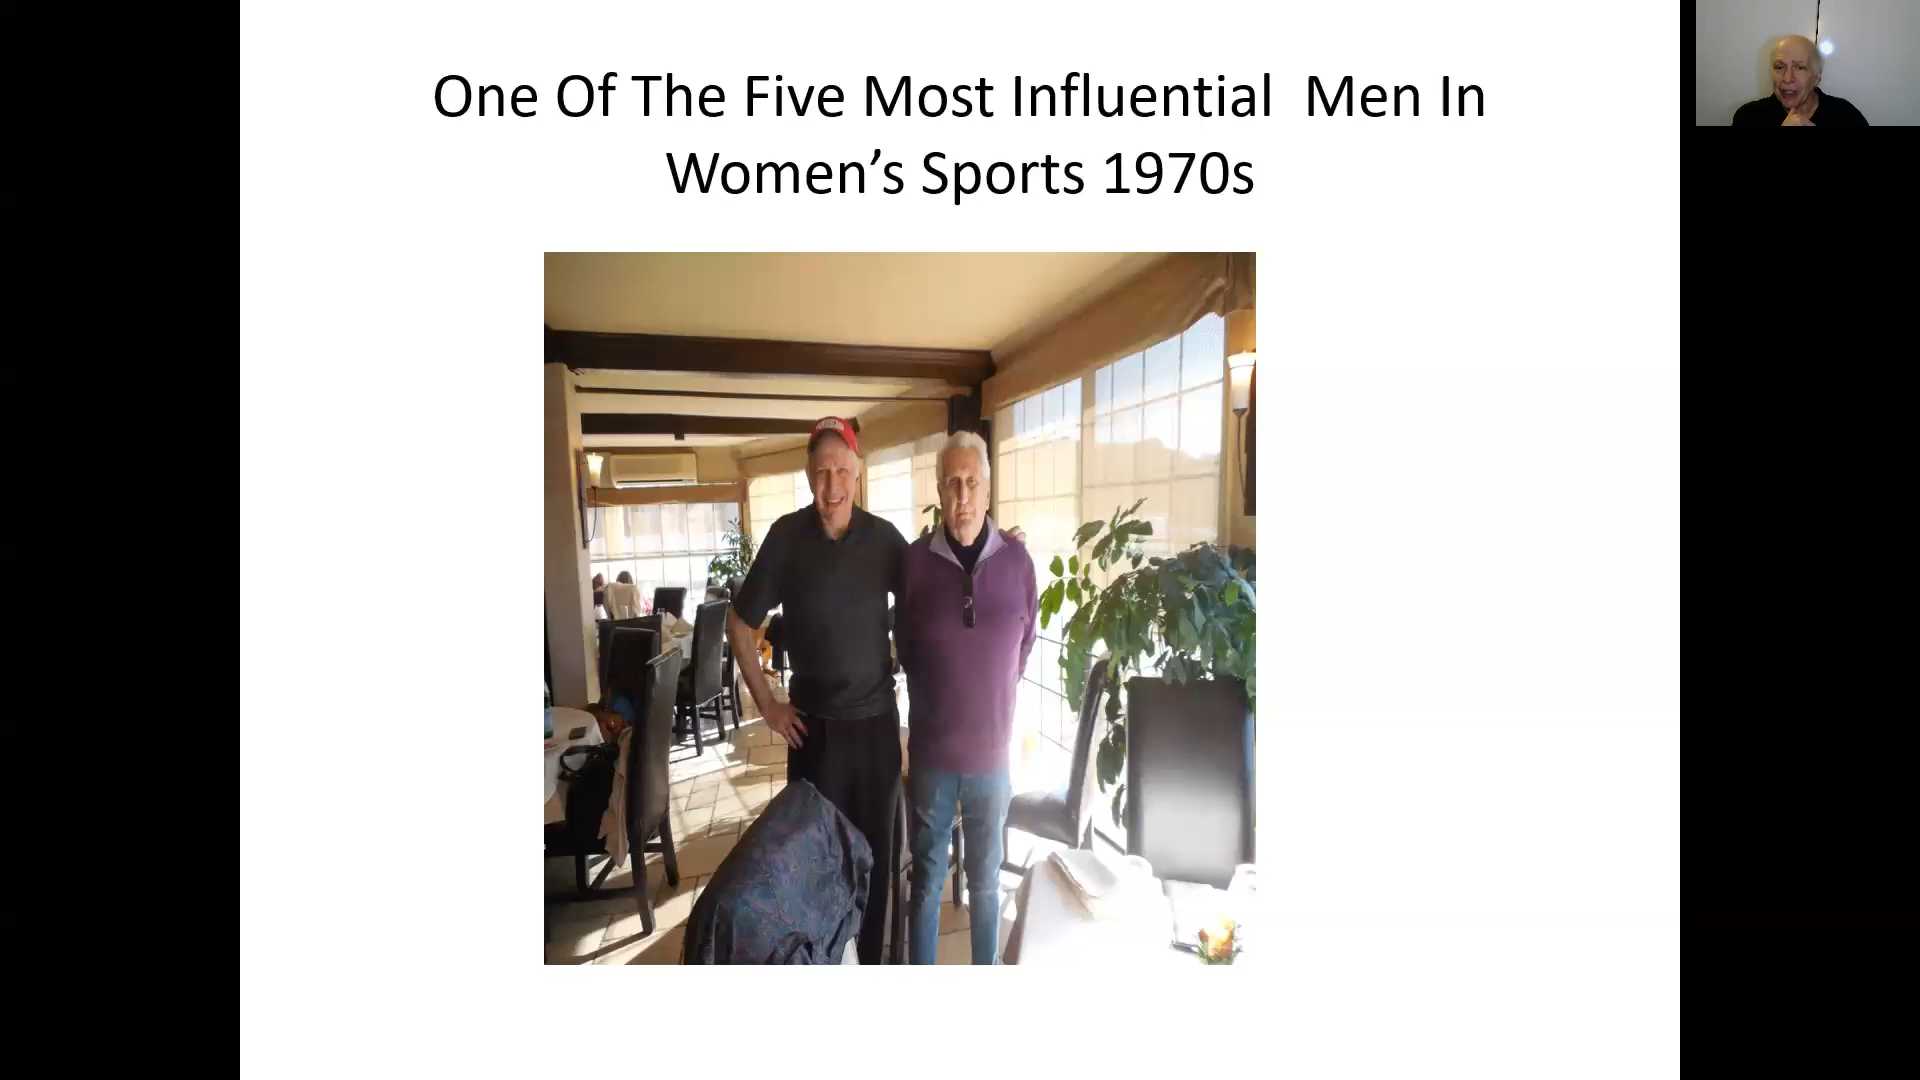 One Of The Five Most Influential  Men In
Women’s Sports 1970s